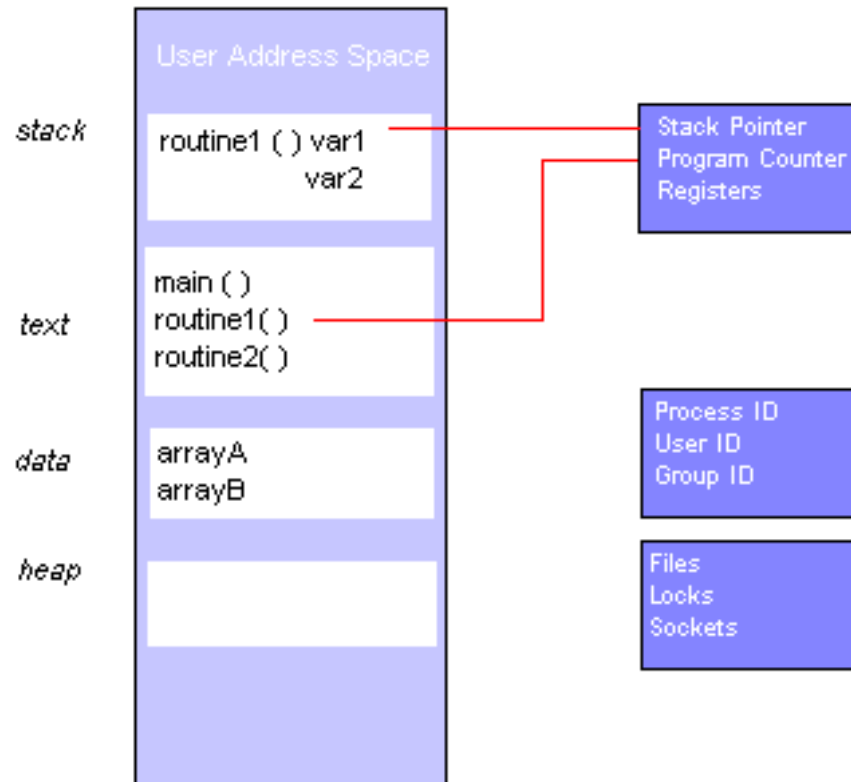 User Address Space
stack
routine1 ( ) var1
var2
Stack Pointer
Program Counter
Registers
text
main ( )
routine1( )
routine2( )
data
arrayA
arrayB
Process ID
User ID
Group ID
heap
Files
Locks
Sockets